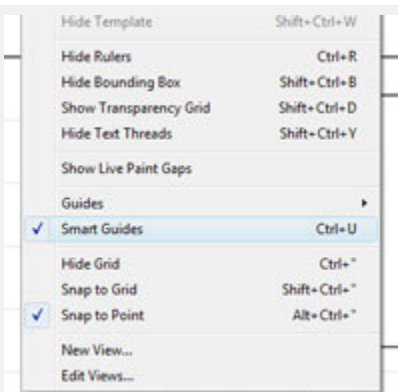 Hide Template Shift+Ctrl+W
Hide Rulers Ctrl+R
Hide Bounding Box Shift+Ctrl+B
Show Transparency Grid Shift+Ctrl+D
Hide Text Threads Shift+Ctrl+Y
Show Live Paint Gaps
Guides
Smart Guides Ctrl+U
Hide Grid Ctrl+"
Snap to Grid Shift+Ctrl+"
Snap to Point Alt+Ctrl+"
New View...
Edit Views...